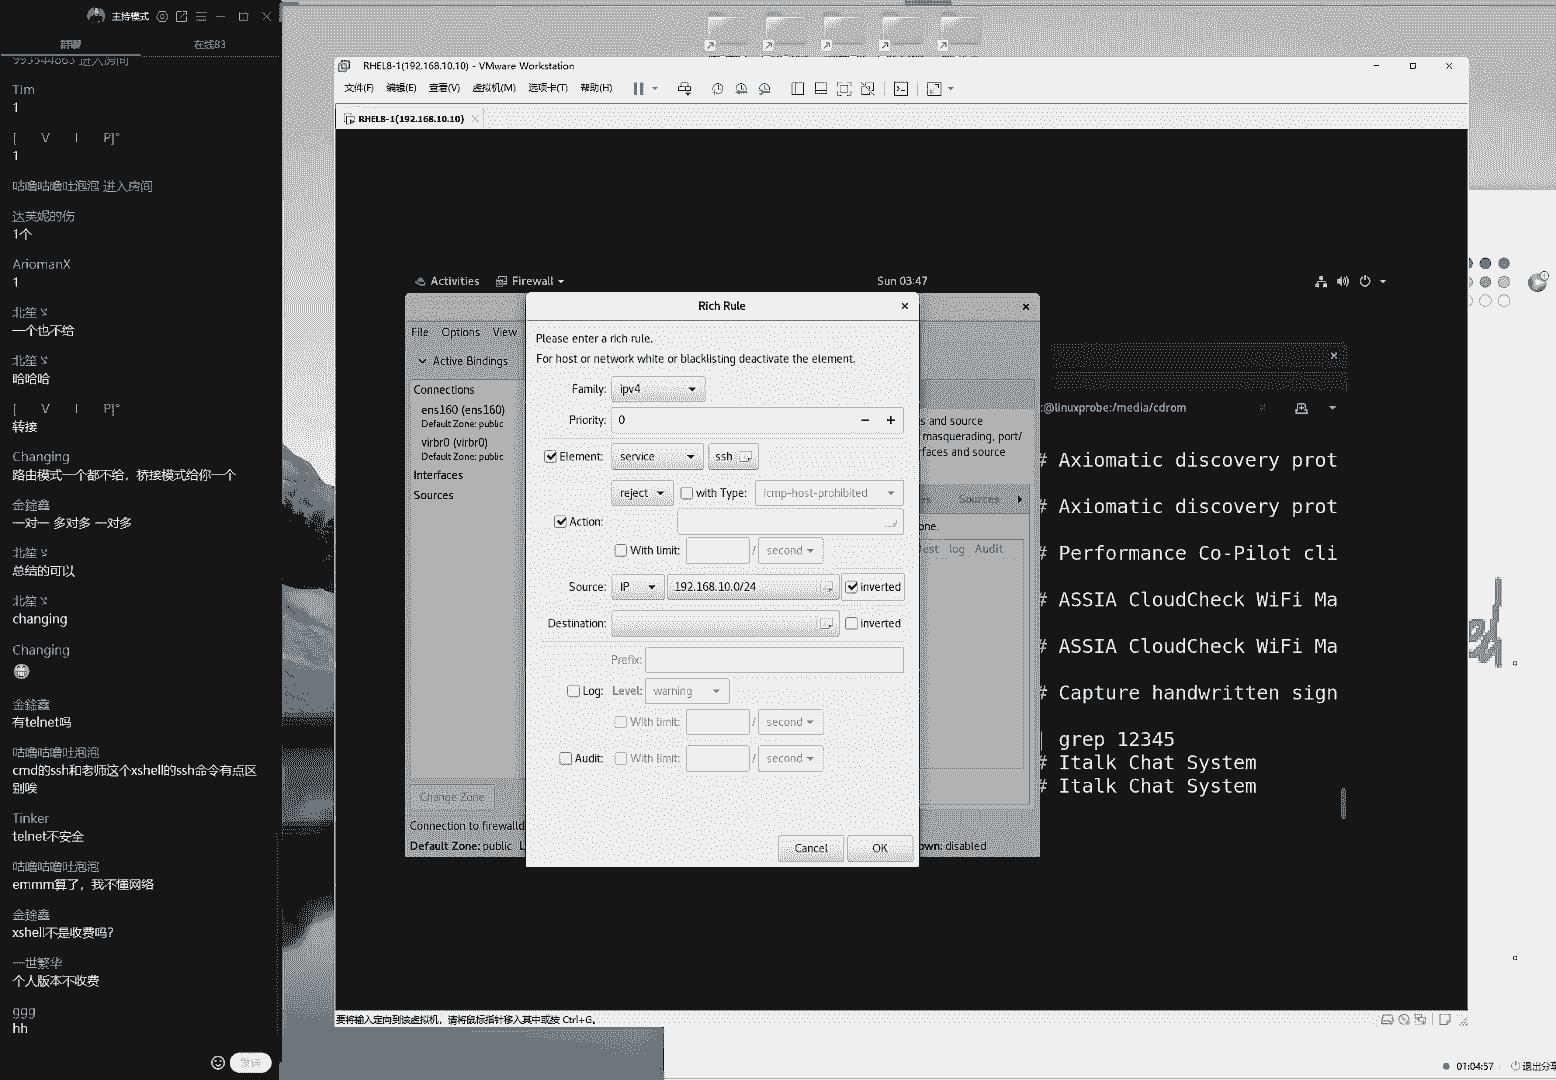 主持模式
群聊
在线83
993544863 进入房间
Tim
1
[ V I P]°
1
咕噜咕噜吐泡泡 进入房间
达芙妮的伤
1个
AriomanX
1
北笙ゞ
一个也不给
北笙ゞ
哈哈哈
[ V I P]°
转接
Changing
路由模式一个都不给，桥接模式给你一个
金鍂鑫
一对一 多对多 一对多
北笙ゞ
总结的可以
北笙ゞ
changing
Changing
金鍂鑫
有telnet吗
咕噜咕噜吐泡泡
cmd的ssh和老师这个xshell的ssh命令有点区
别唉
Tinker
telnet不安全
咕噜咕噜吐泡泡
emmm算了，我不懂网络
金鍂鑫
xshell不是收费吗？
一世繁华
个人版本不收费
ggg
hh
发送
RHEL8-1(192.168.10.10) - VMware Workstation
文件(F) 编辑(E) 查看(V) 虚拟机(M) 选项卡(T) 帮助(H)
RHEL8-1(192.168.10.10)
Activities Firewall Sun 03:47
File Options View
Active Bindings
Connections
ens160 (ens160)
Default Zone: public
virbr0 (virbr0)
Default Zone: public
Interfaces
Sources
Change Zone
Connection to firewalld
Default Zone: public L
Rich Rule
Please enter a rich rule.
For host or network white or blacklisting deactivate the element.
Family: ipv4
Priority: 0
Element: service ssh
reject with Type: icmp-host-prohibited
Action:
With limit: / second
Source: IP 192.168.10.0/24 inverted
Destination: inverted
Prefix:
Log: Level: warning
With limit: / second
Audit: With limit: / second
Cancel OK
s and source
masquerading, port/
faces and source
es Sources
one.
est log Audit
own: disabled
:@linuxprobe:/media/cdrom
# Axiomatic discovery prot
# Axiomatic discovery prot
# Performance Co-Pilot cli
# ASSIA CloudCheck WiFi Ma
# ASSIA CloudCheck WiFi Ma
# Capture handwritten sign
| grep 12345
# Italk Chat System
# Italk Chat System
要将输入定向到该虚拟机，请将鼠标指针移入其中或按 Ctrl+G。
01:04:57
退出分享